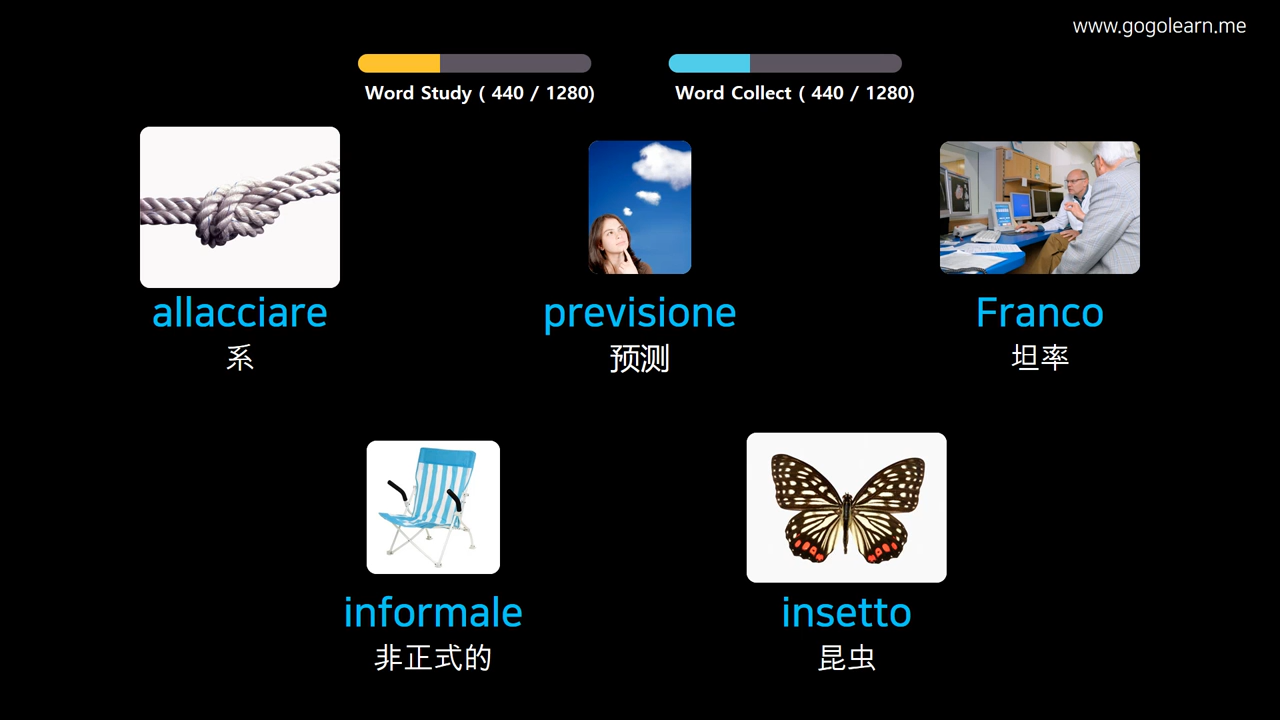 www.gogolearn.me
Word Study ( 440 / 1280)
Word Collect ( 440 / 1280)
allacciare
系
previsione
预测
Franco
坦率
informale
非正式的
insetto
昆虫